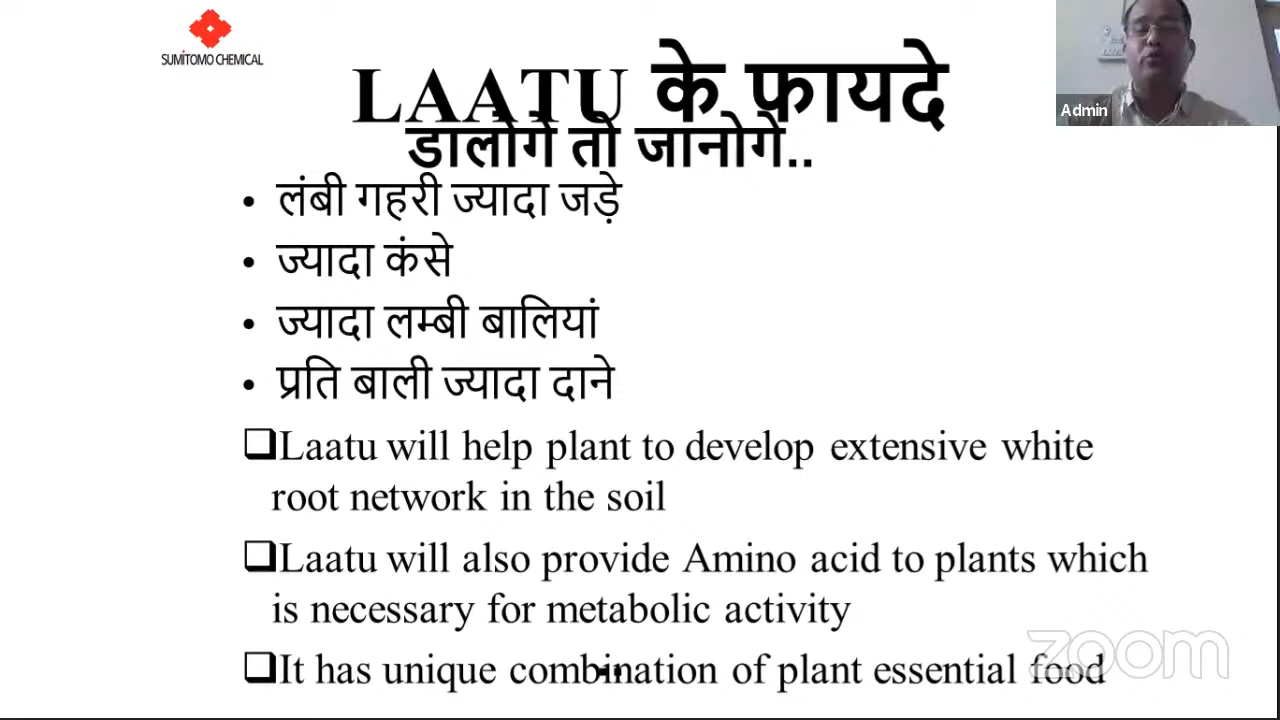 SUMITOMO CHEMICAL
LAATU के फायदे
डालोगे तो जानोगे..
Admin
• लंबी गहरी ज्यादा जड़े
• ज्यादा कंसे
• ज्यादा लम्बी बालियां
• प्रति बाली ज्यादा दाने
❑Laatu will help plant to develop extensive white
root network in the soil
❑Laatu will also provide Amino acid to plants which
is necessary for metabolic activity
❑It has unique combination of plant essential food
zoom